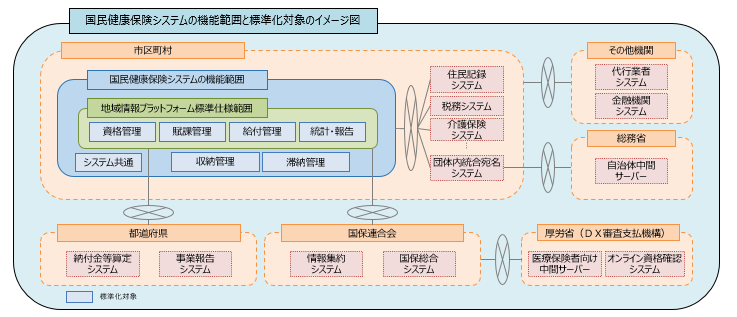 国民健康保険システムの機能範囲と標準化対象のイメージ図
市区町村
国民健康保険システムの機能範囲
地域情報プラットフォーム標準仕様範囲
資格管理
賦課管理
給付管理
統計・報告
システム共通
収納管理
滞納管理
住民記録
システム
税務システム
介護保険
システム
団体内統合宛名
システム
その他機関
代行業者
システム
金融機関
システム
総務省
自治体中間
サーバー
都道府県
納付金等算定
システム
事業報告
システム
国保連合会
情報集約
システム
国保総合
システム
厚労省（ＤＸ審査支払機構）
医療保険者向け
中間サーバー
オンライン資格確認
システム
標準化対象